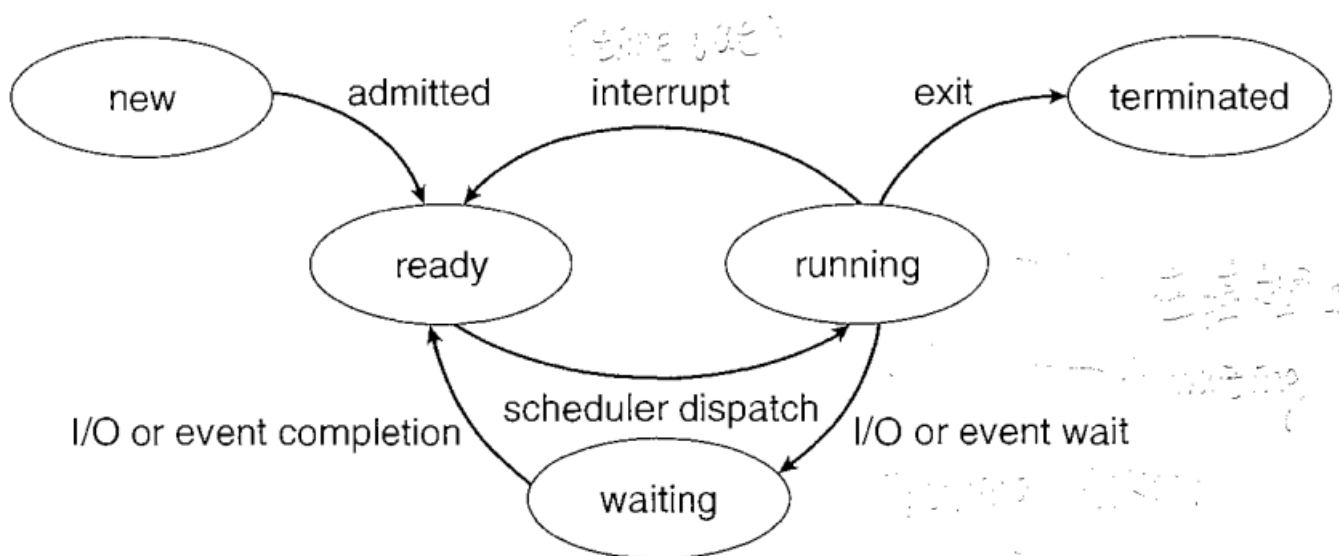 new
admitted
interrupt
exit
terminated
ready
running
scheduler dispatch
I/O or event completion
I/O or event wait
waiting